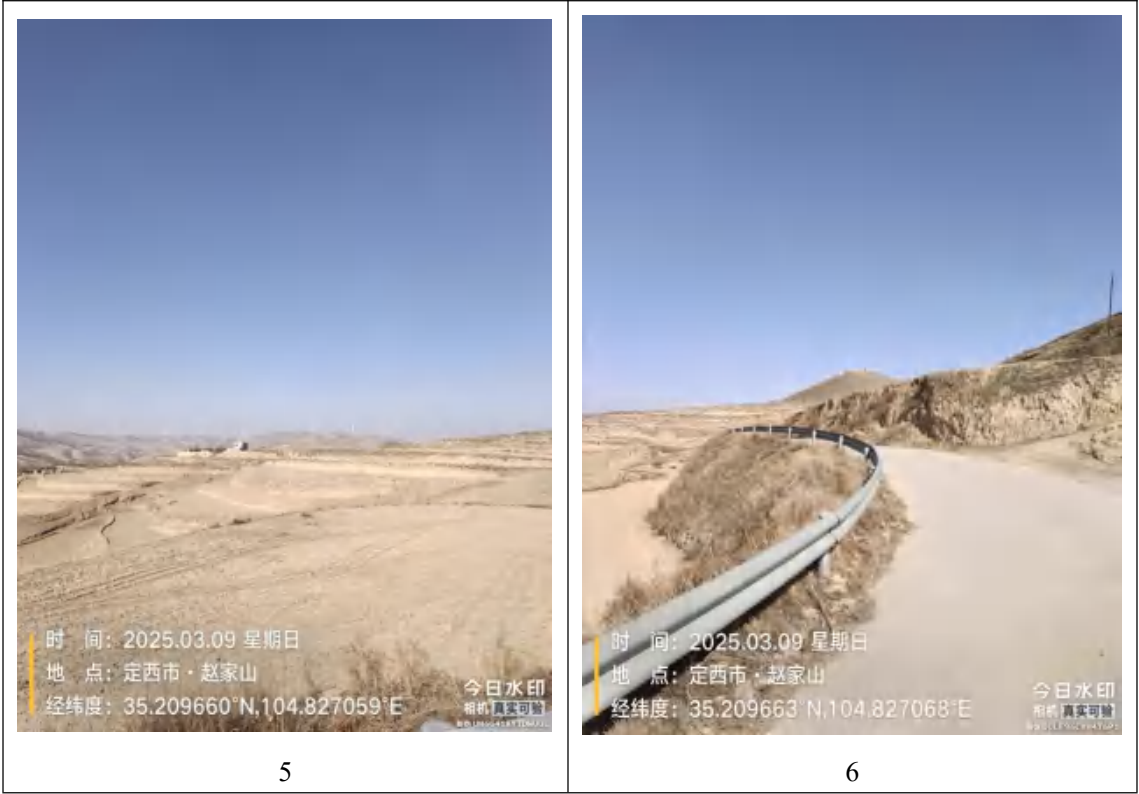 时 间: 2025.03.09 星期日
地 点: 定西市·赵家山
经纬度: 35.209660°N,104.827059°E
今日水印
相机 真实可验
5
时 间: 2025.03.09 星期日
地 点: 定西市·赵家山
经纬度: 35.209663°N,104.827068°E
今日水印
相机 真实可验
6